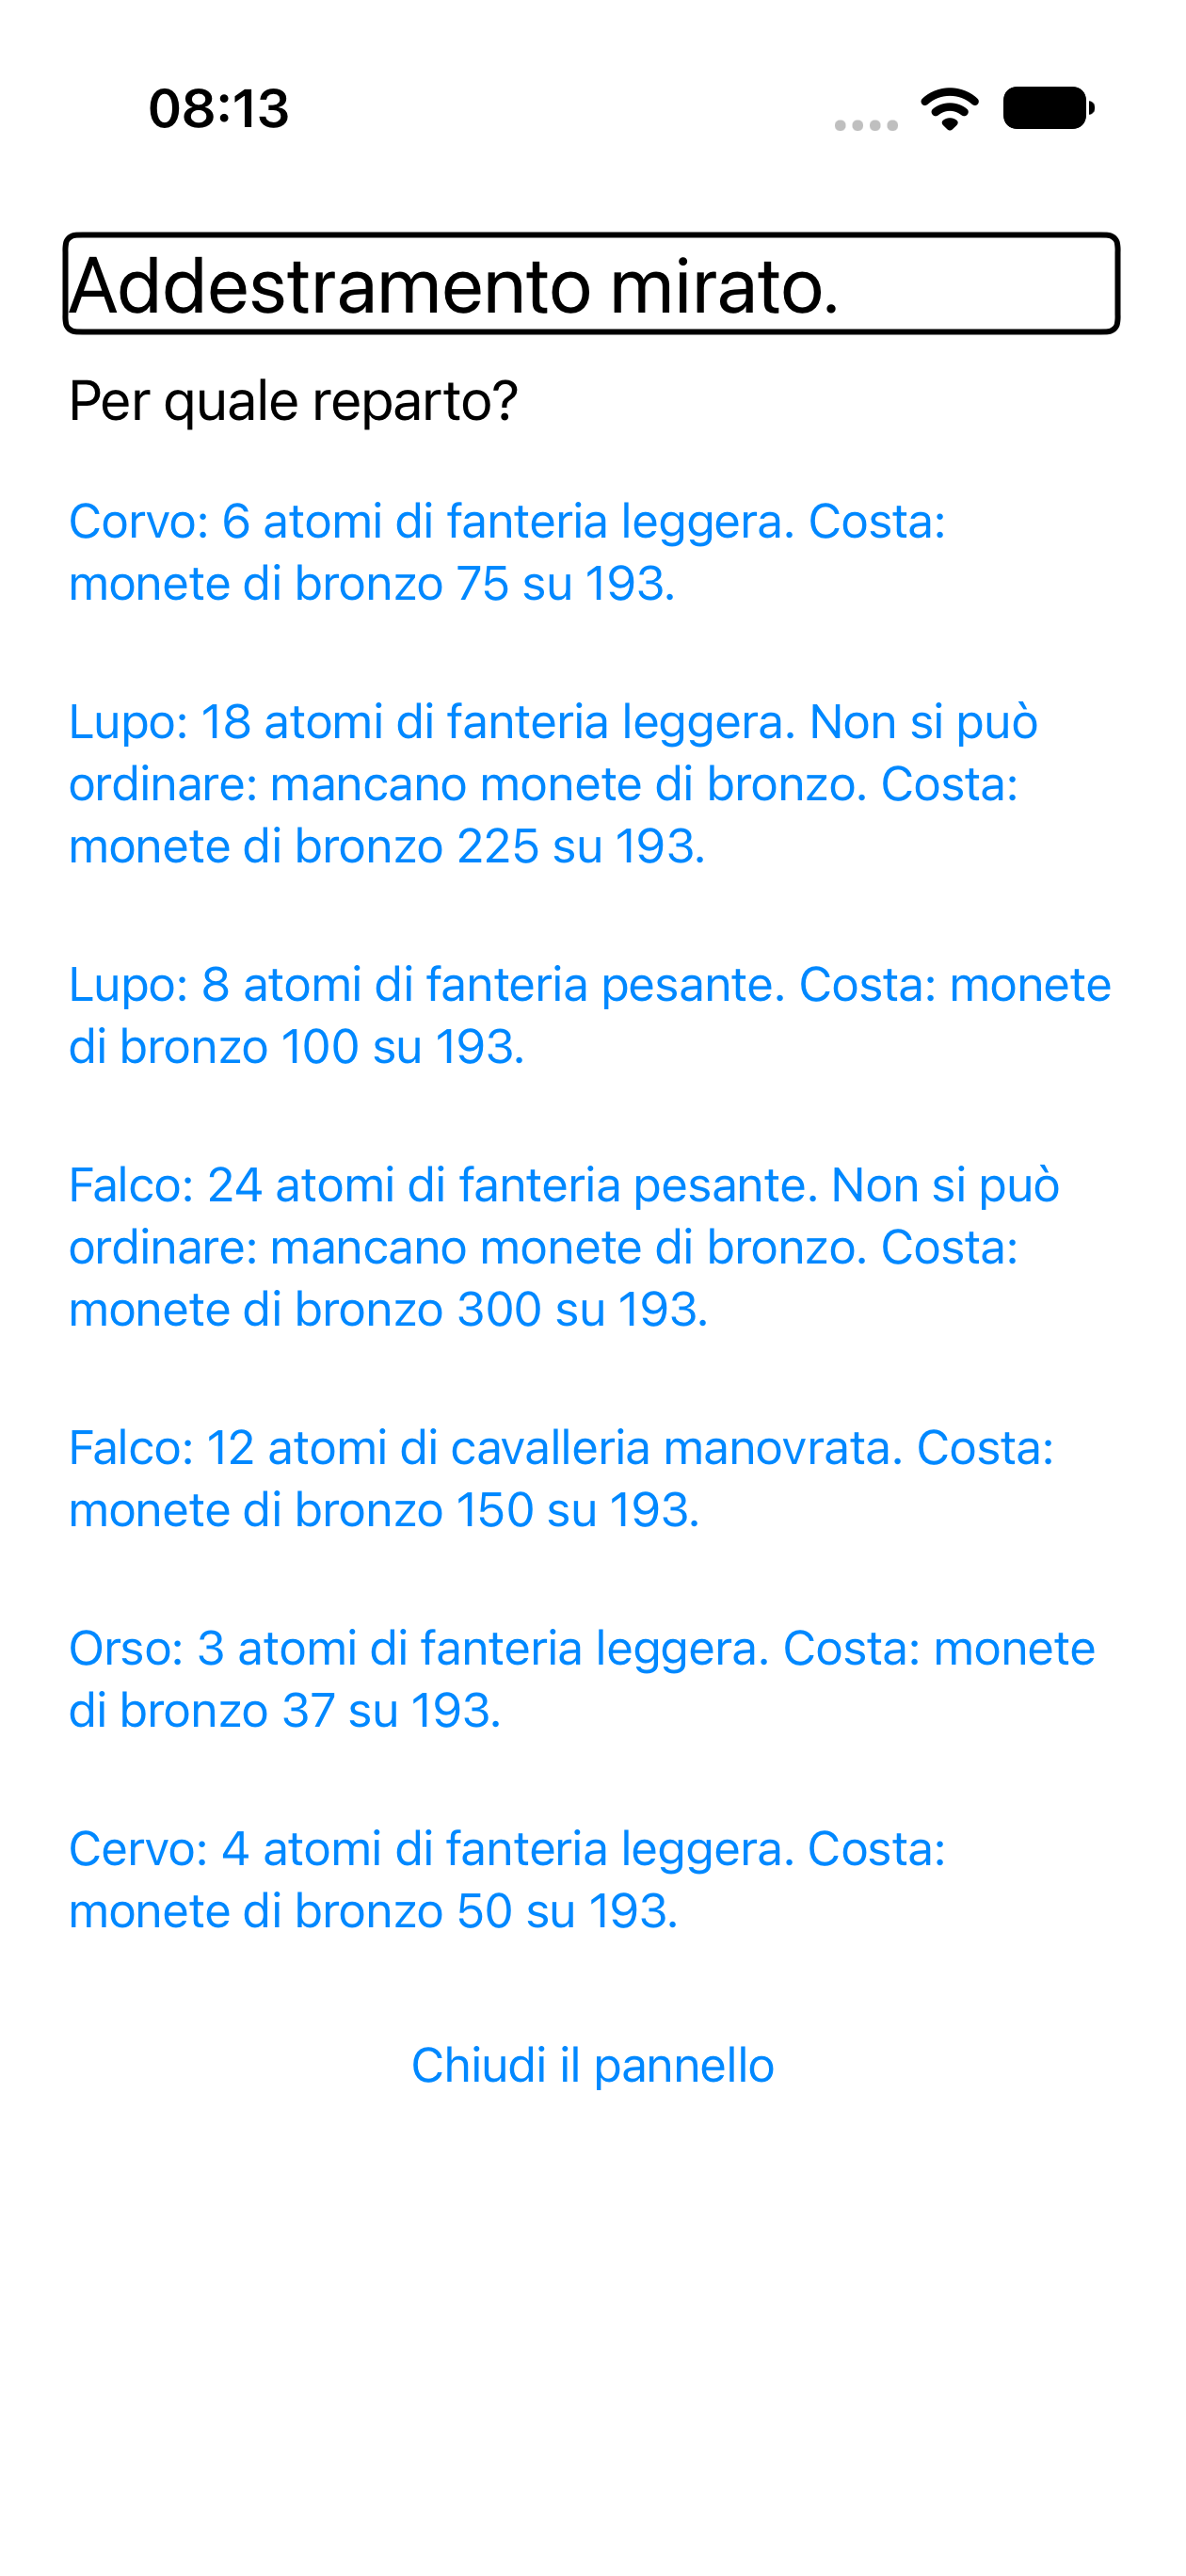 08:13
Addestramento mirato.
Per quale reparto?
Corvo: 6 atomi di fanteria leggera. Costa:
monete di bronzo 75 su 193.
Lupo: 18 atomi di fanteria leggera. Non si può
ordinare: mancano monete di bronzo. Costa:
monete di bronzo 225 su 193.
Lupo: 8 atomi di fanteria pesante. Costa: monete
di bronzo 100 su 193.
Falco: 24 atomi di fanteria pesante. Non si può
ordinare: mancano monete di bronzo. Costa:
monete di bronzo 300 su 193.
Falco: 12 atomi di cavalleria manovrata. Costa:
monete di bronzo 150 su 193.
Orso: 3 atomi di fanteria leggera. Costa: monete
di bronzo 37 su 193.
Cervo: 4 atomi di fanteria leggera. Costa:
monete di bronzo 50 su 193.
Chiudi il pannello